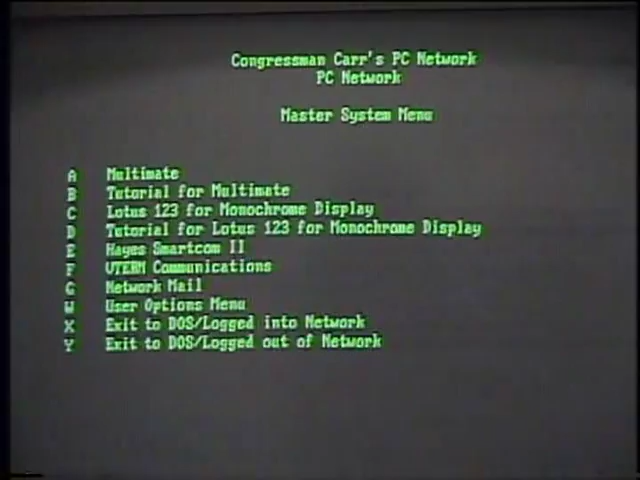 Congressman Carr's PC Network
PC Network
Master System Menu
A Multimate
B Tutorial for Multimate
C Lotus 123 for Monochrome Display
D Tutorial for Lotus 123 for Monochrome Display
E Hayes Smartcom II
F VTERM Communications
G Network Mail
W User Options Menu
X Exit to DOS/Logged into Network
Y Exit to DOS/Logged out of Network